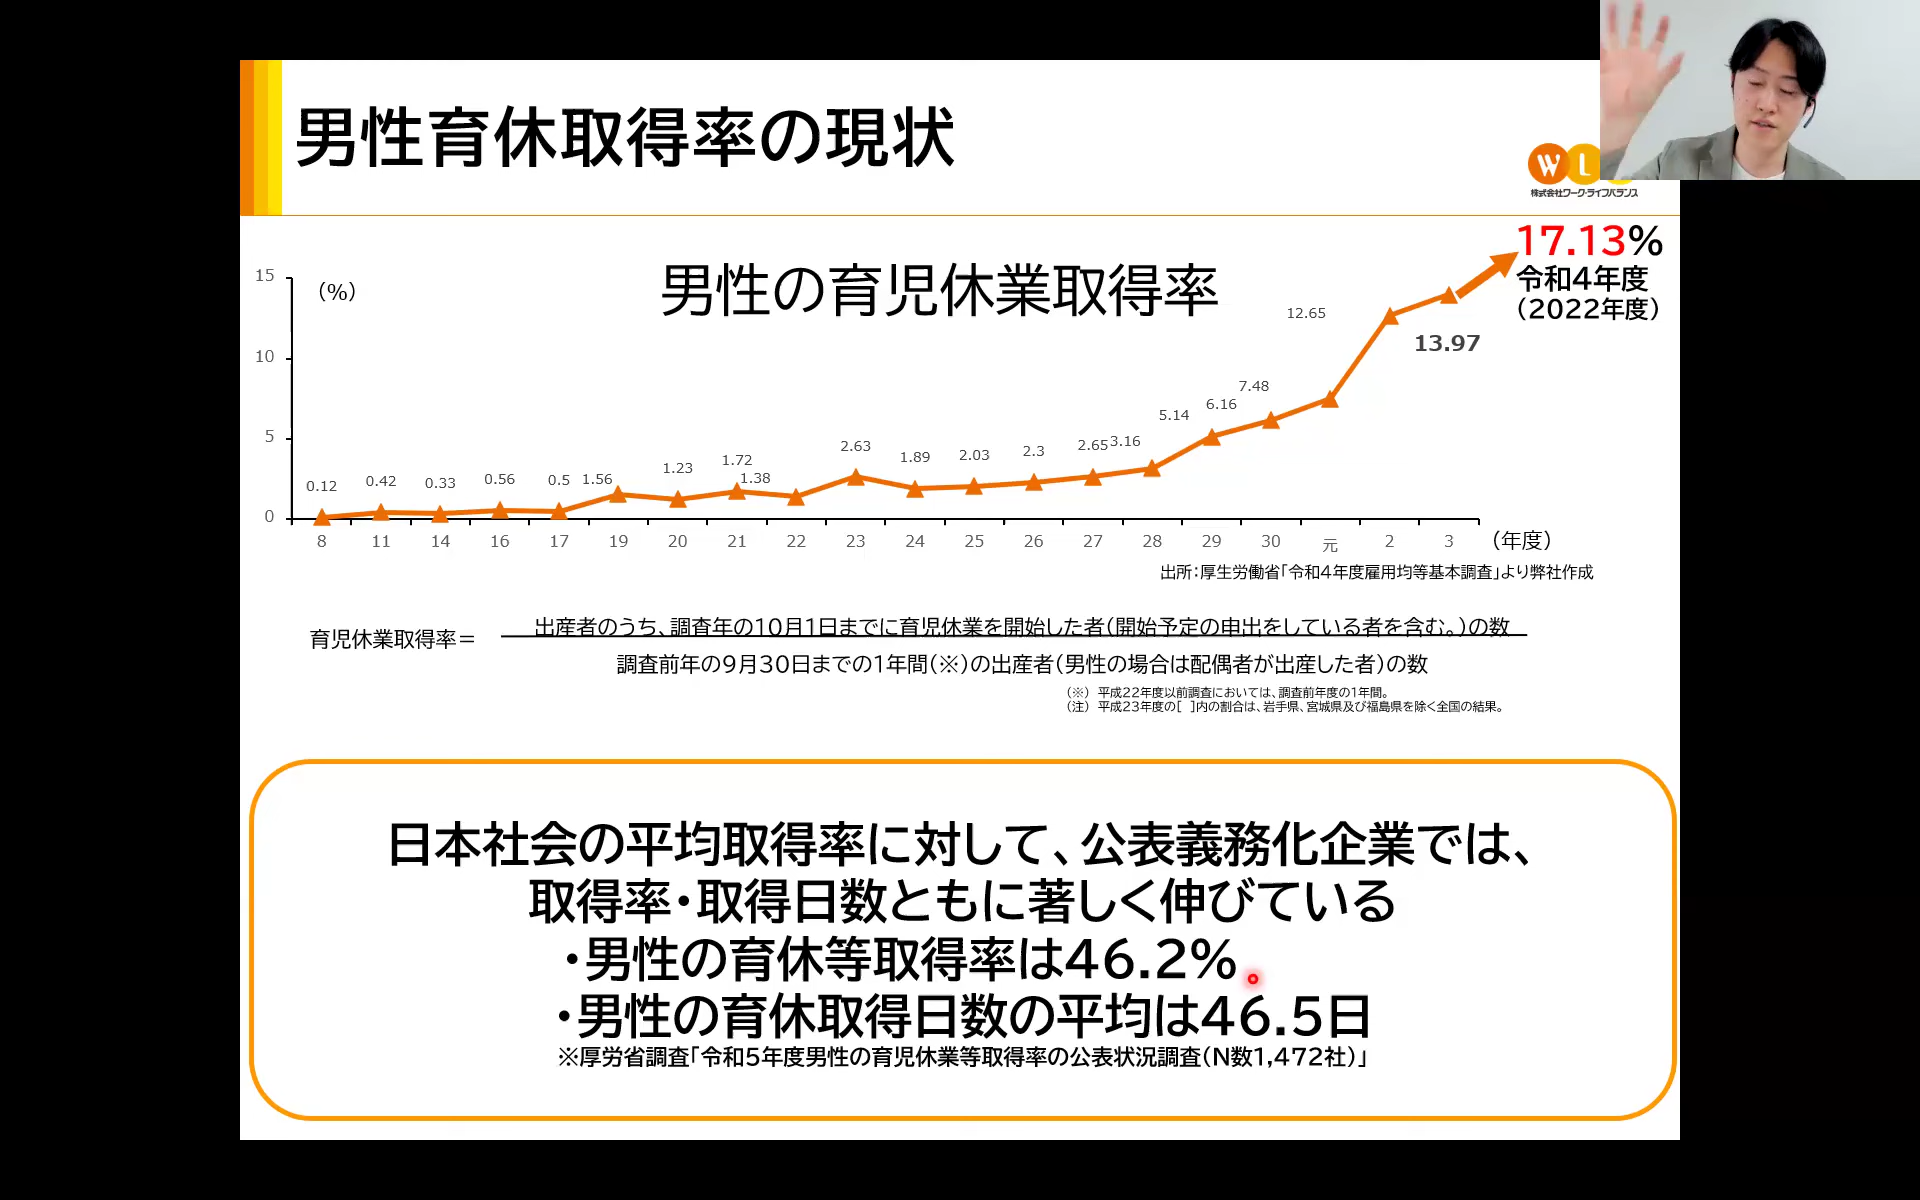 男性育休取得率の現状
W L
株式会社ワーク・ライフバランス
17.13%
令和4年度
（2022年度）
男性の育児休業取得率
（%）
15
10
5
0
0.12 0.42 0.33 0.56 0.5 1.56 1.23 1.72 1.38 2.63 1.89 2.03 2.3 2.65 3.16 5.14 6.16 7.48 12.65 13.97
8 11 14 16 17 19 20 21 22 23 24 25 26 27 28 29 30 元 2 3 （年度）
出所：厚生労働省「令和4年度雇用均等基本調査」より弊社作成
出産者のうち、調査年の10月1日までに育児休業を開始した者（開始予定の申出をしている者を含む。）の数
育児休業取得率＝
調査前年の9月30日までの1年間（※）の出産者（男性の場合は配偶者が出産した者）の数
（※） 平成22年度以前調査においては、調査前年度の1年間。
（注） 平成23年度の[ ]内の割合は、岩手県、宮城県及び福島県を除く全国の結果。
日本社会の平均取得率に対して、公表義務化企業では、
取得率・取得日数ともに著しく伸びている
・男性の育休等取得率は46.2%
・男性の育休取得日数の平均は46.5日
※厚労省調査「令和5年度男性の育児休業等取得率の公表状況調査（N数1,472社）」